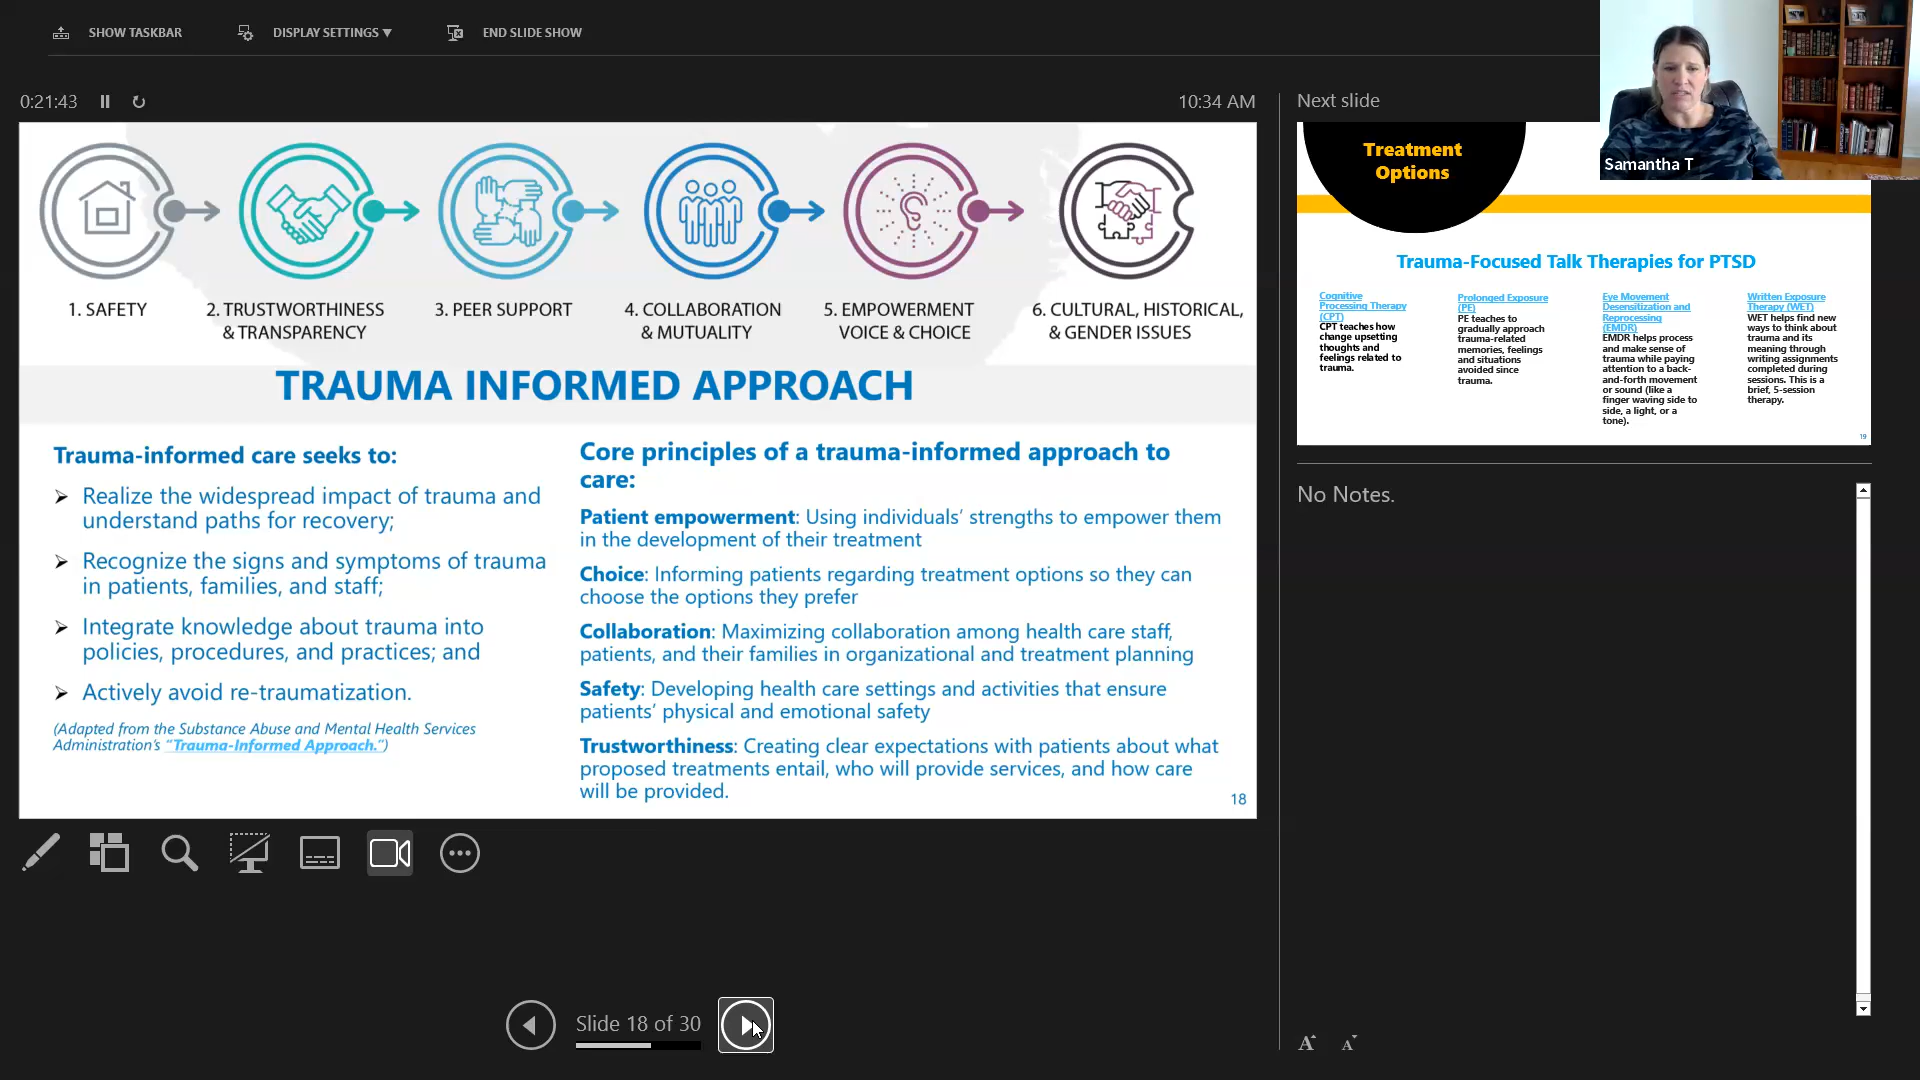 SHOW TASKBAR
DISPLAY SETTINGS ▼
END SLIDE SHOW
0:21:43
10:34 AM
1. SAFETY
2. TRUSTWORTHINESS
& TRANSPARENCY
3. PEER SUPPORT
4. COLLABORATION
& MUTUALITY
5. EMPOWERMENT
VOICE & CHOICE
6. CULTURAL, HISTORICAL,
& GENDER ISSUES
TRAUMA INFORMED APPROACH
Trauma-informed care seeks to:
➢ Realize the widespread impact of trauma and
understand paths for recovery;
➢ Recognize the signs and symptoms of trauma
in patients, families, and staff;
➢ Integrate knowledge about trauma into
policies, procedures, and practices; and
➢ Actively avoid re-traumatization.
(Adapted from the Substance Abuse and Mental Health Services
Administration's "Trauma-Informed Approach.")
Core principles of a trauma-informed approach to
care:
Patient empowerment: Using individuals' strengths to empower them
in the development of their treatment
Choice: Informing patients regarding treatment options so they can
choose the options they prefer
Collaboration: Maximizing collaboration among health care staff,
patients, and their families in organizational and treatment planning
Safety: Developing health care settings and activities that ensure
patients' physical and emotional safety
Trustworthiness: Creating clear expectations with patients about what
proposed treatments entail, who will provide services, and how care
will be provided.
18
Slide 18 of 30
Next slide
Samantha T
Treatment
Options
Trauma-Focused Talk Therapies for PTSD
Cognitive
Processing Therapy
(CPT)
CPT teaches how
change upsetting
thoughts and
feelings related to
trauma.
Prolonged Exposure
(PE)
PE teaches to
gradually approach
trauma-related
memories, feelings
and situations
avoided since
trauma.
Eye Movement
Desensitization and
Reprocessing
(EMDR)
EMDR helps process
and make sense of
trauma while paying
attention to a back-
and-forth movement
or sound (like a
finger waving side to
side, a light, or a
tone).
Written Exposure
Therapy (WET)
WET helps find new
ways to think about
trauma and its
meaning through
writing assignments
completed during
sessions. This is a
brief, 5-session
therapy.
19
No Notes.
A A